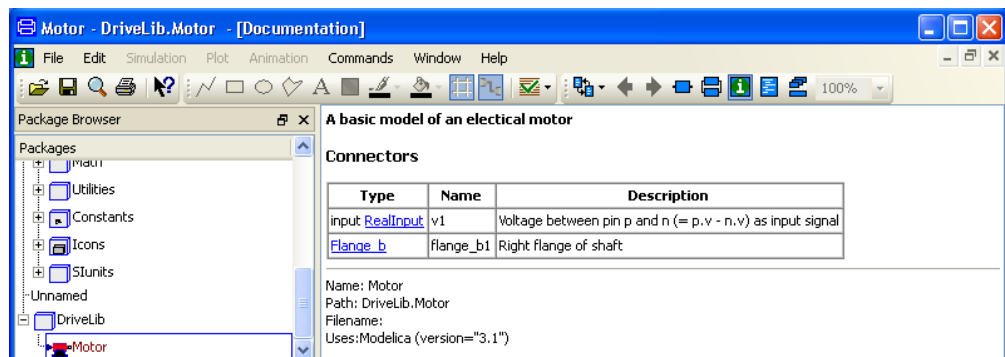 Motor - DriveLib.Motor - [Documentation]
File Edit Simulation Plot Animation Commands Window Help
100%
Package Browser
Packages
Math
Utilities
Constants
Icons
SIunits
Unnamed
DriveLib
Motor
A basic model of an electical motor
Connectors
Type Name Description
input RealInput v1 Voltage between pin p and n (= p.v - n.v) as input signal
Flange_b flange_b1 Right flange of shaft
Name: Motor
Path: DriveLib.Motor
Filename:
Uses:Modelica (version="3.1")